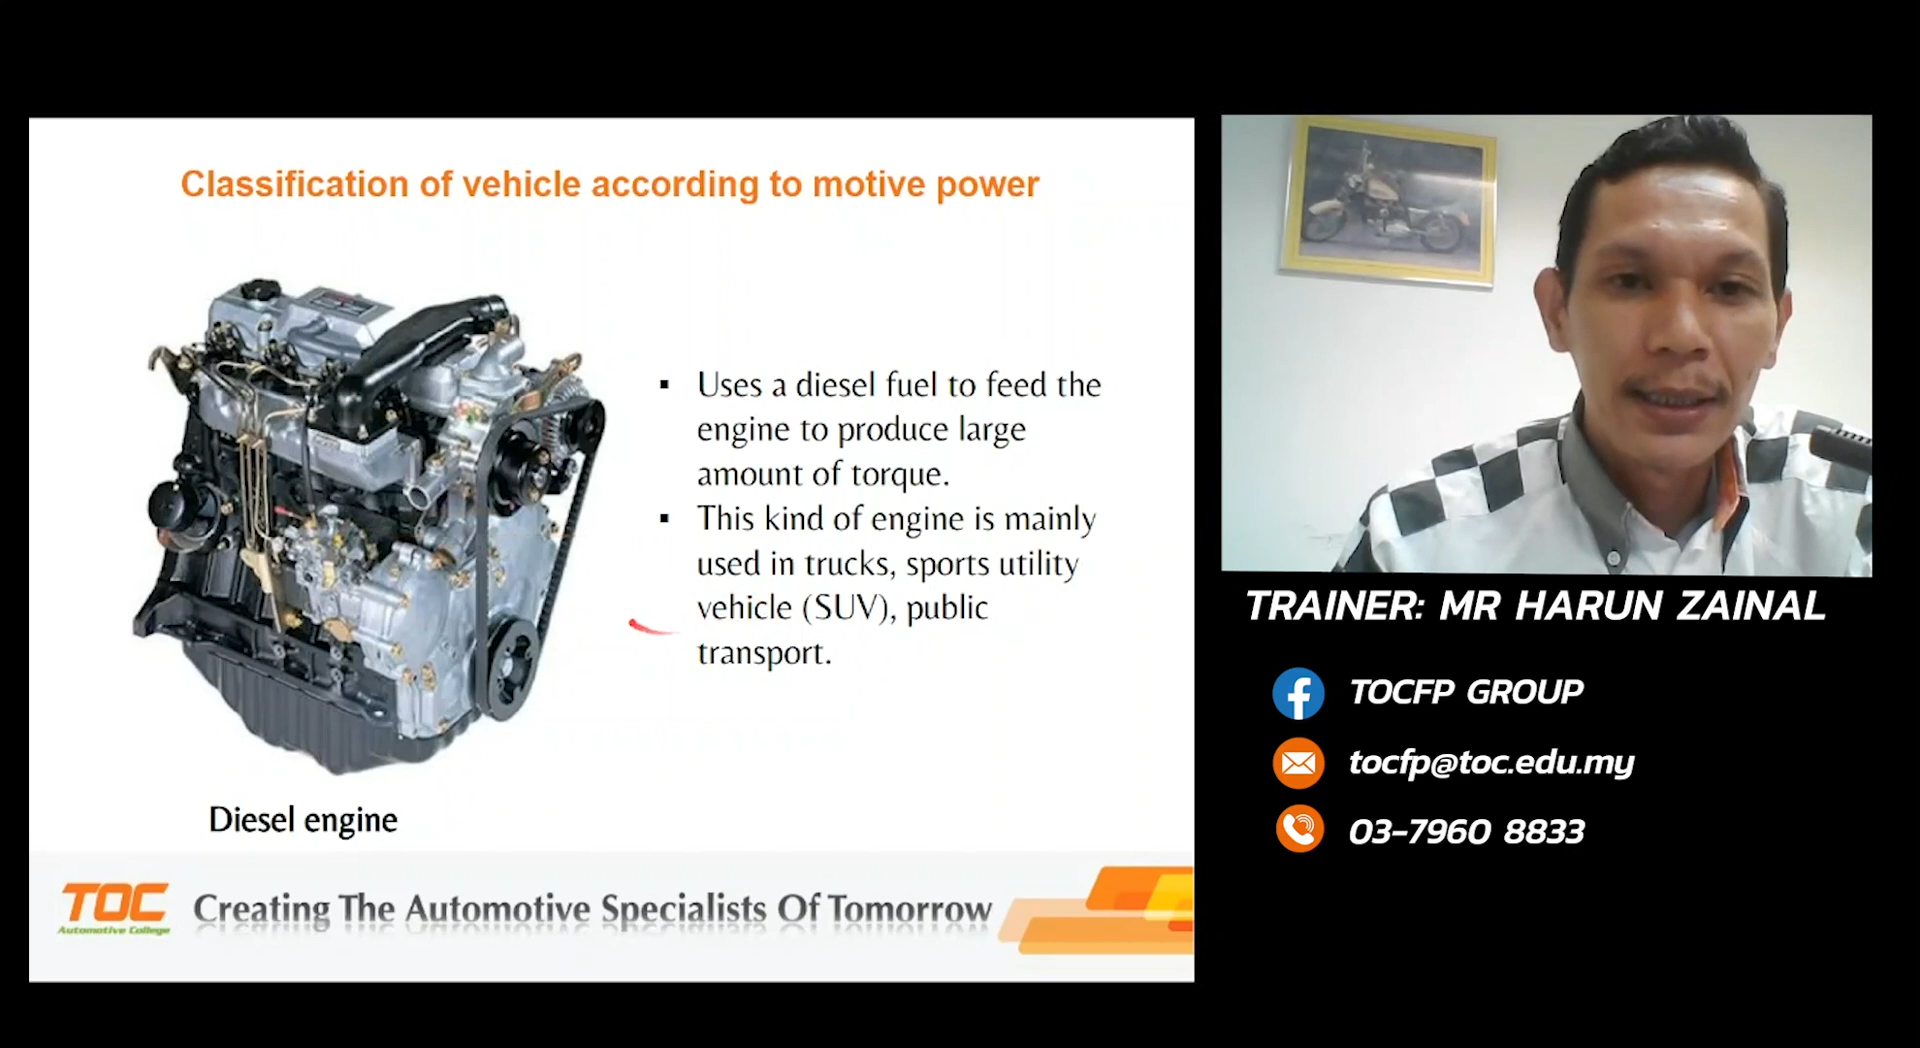 Classification of vehicle according to motive power
▪ Uses a diesel fuel to feed the
engine to produce large
amount of torque.
▪ This kind of engine is mainly
used in trucks, sports utility
vehicle (SUV), public
transport.
Diesel engine
TOC
Automotive College
Creating The Automotive Specialists Of Tomorrow
TRAINER: MR HARUN ZAINAL
TOCFP GROUP
tocfp@toc.edu.my
03-7960 8833